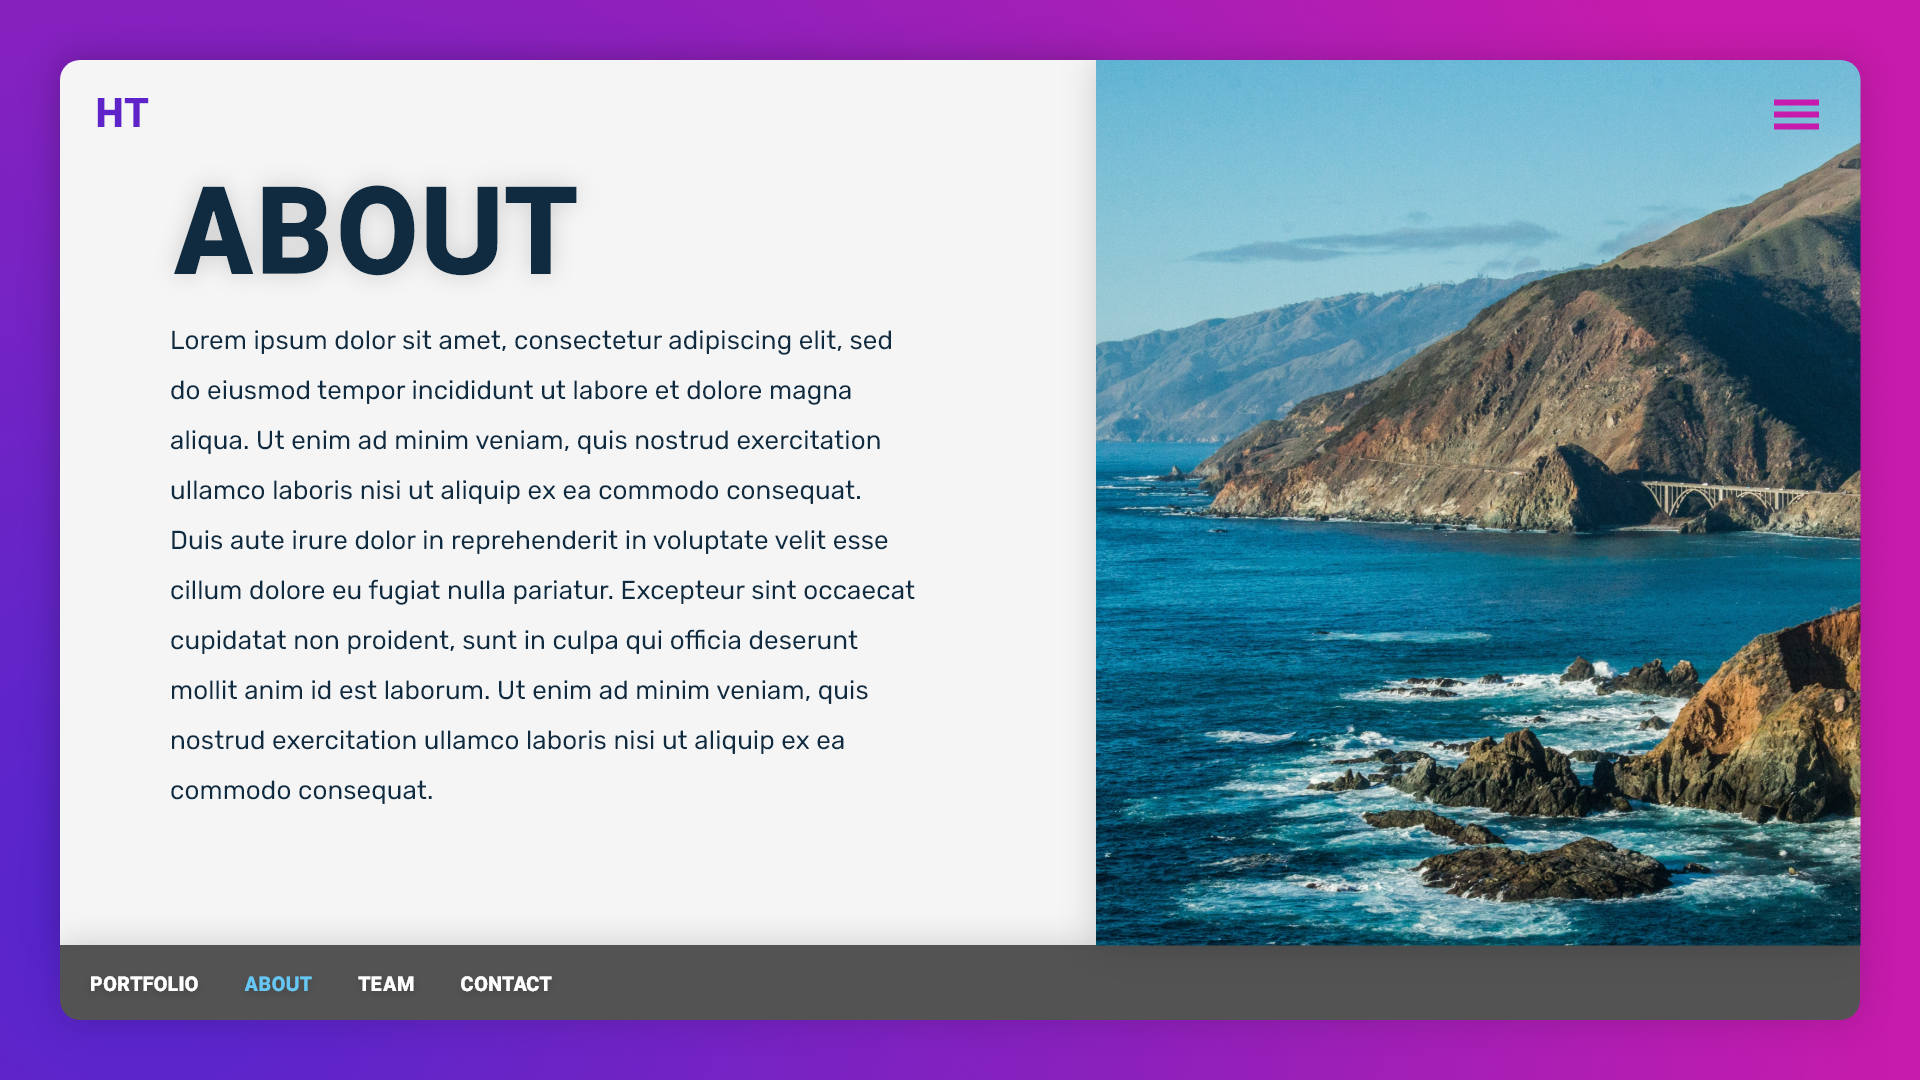 HT
ABOUT
Lorem ipsum dolor sit amet, consectetur adipiscing elit, sed
do eiusmod tempor incididunt ut labore et dolore magna
aliqua. Ut enim ad minim veniam, quis nostrud exercitation
ullamco laboris nisi ut aliquip ex ea commodo consequat.
Duis aute irure dolor in reprehenderit in voluptate velit esse
cillum dolore eu fugiat nulla pariatur. Excepteur sint occaecat
cupidatat non proident, sunt in culpa qui officia deserunt
mollit anim id est laborum. Ut enim ad minim veniam, quis
nostrud exercitation ullamco laboris nisi ut aliquip ex ea
commodo consequat.
PORTFOLIO ABOUT TEAM CONTACT